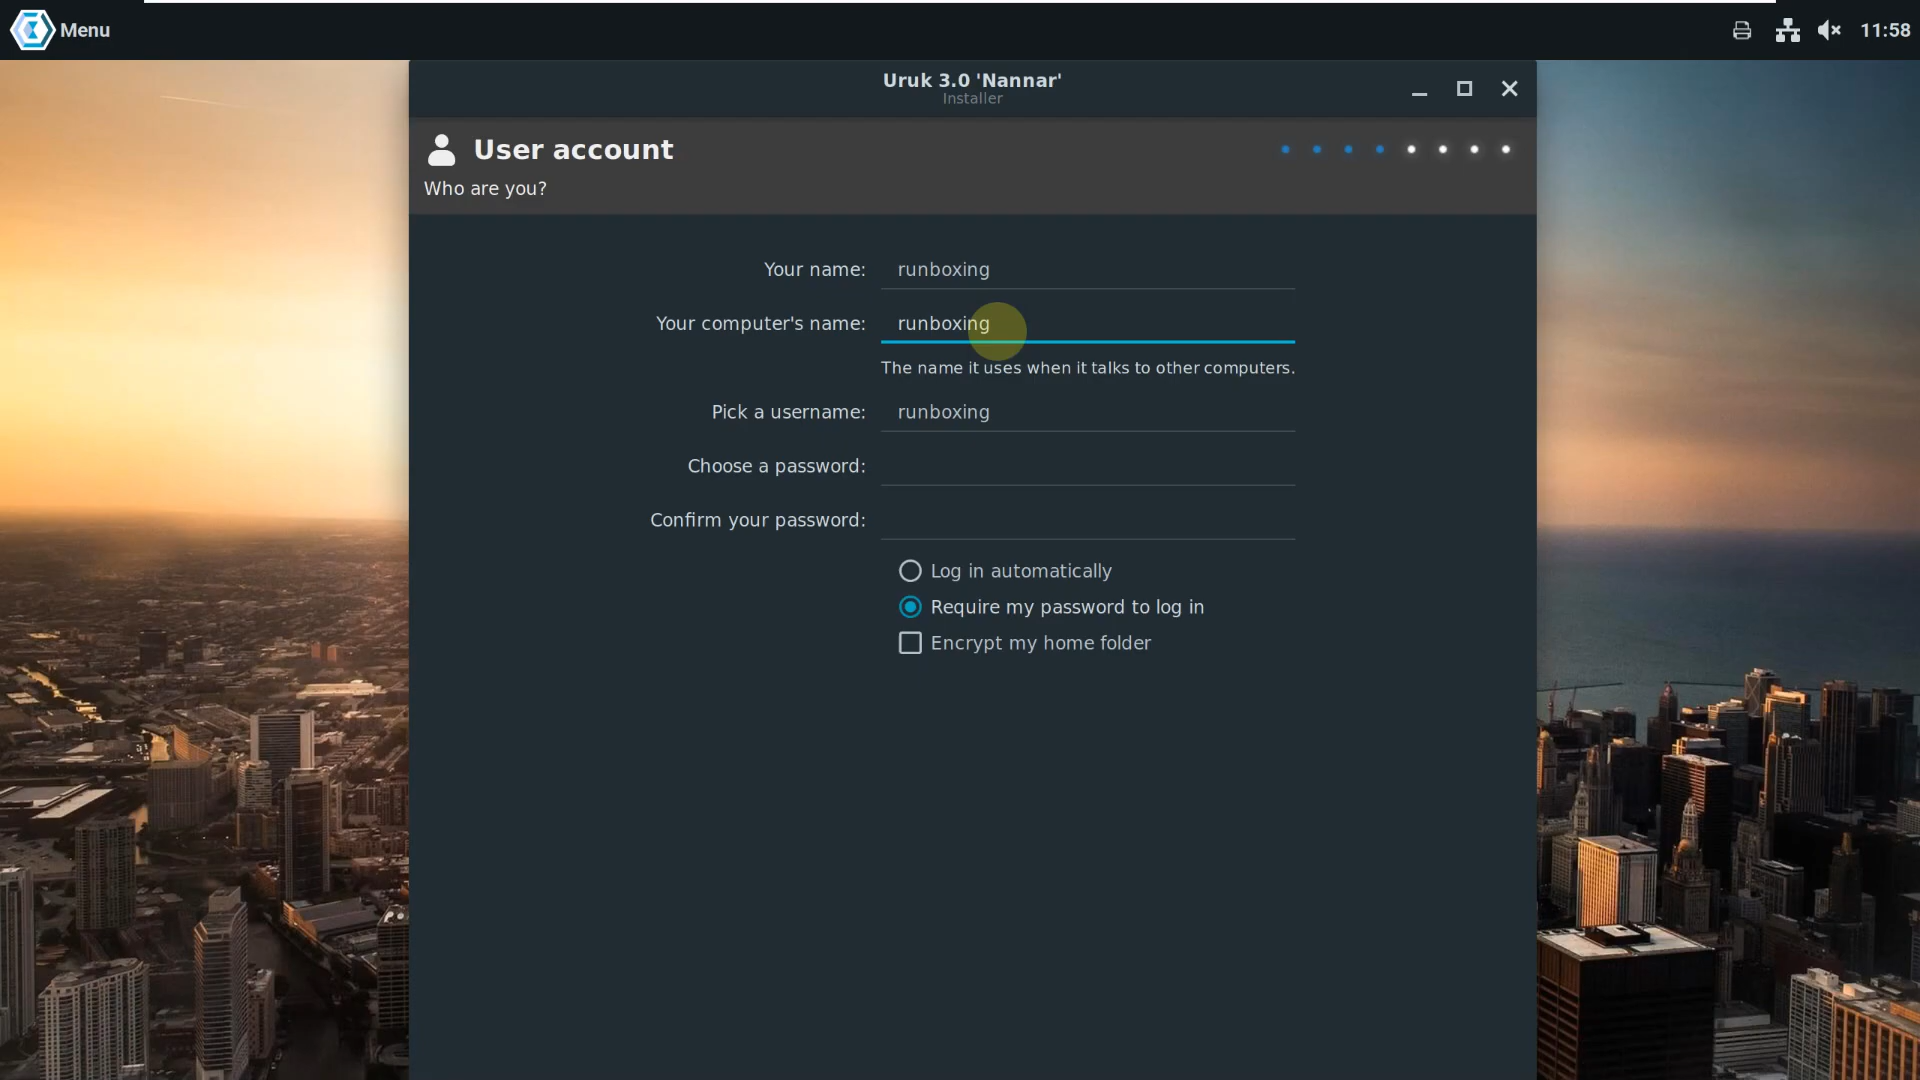 Menu
11:58
Uruk 3.0 'Nannar'
Installer
User account
Who are you?
Your name: runboxing
Your computer's name: runboxing
The name it uses when it talks to other computers.
Pick a username: runboxing
Choose a password:
Confirm your password:
Log in automatically
Require my password to log in
Encrypt my home folder